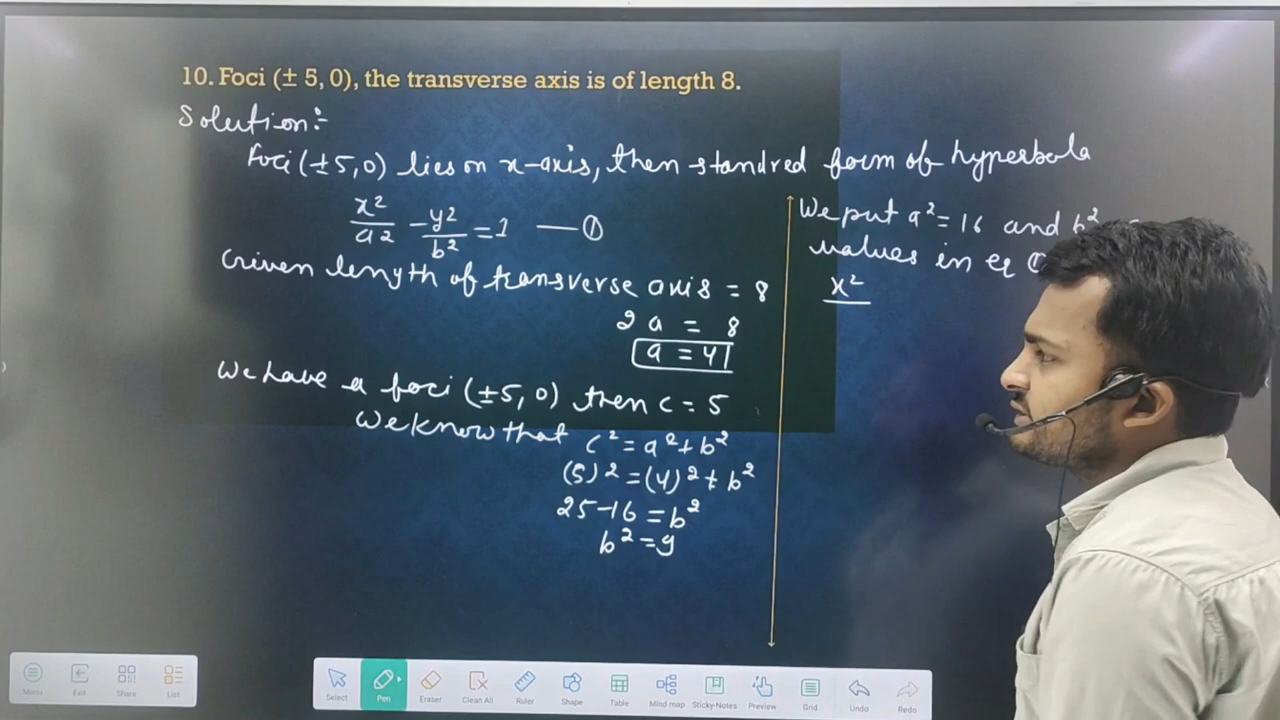 10. Foci (± 5, 0), the transverse axis is of length 8.
Solution:-
Foci (±5,0) lies on x-axis, then standred form of hyperbola
x²/a² - y²/b² = 1 —①
Given length of transverse axis = 8
2a = 8
a = 4
We have a foci (±5,0) then c = 5
We know that c² = a² + b²
(5)² = (4)² + b²
25-16 = b²
b² = 9
We put a² = 16 and b²
values in eq
x²
Menu
Exit
Share
List
Select
Pen
Eraser
Clean All
Ruler
Shape
Table
Mind map
Sticky-Notes
Preview
Grid
Undo
Redo